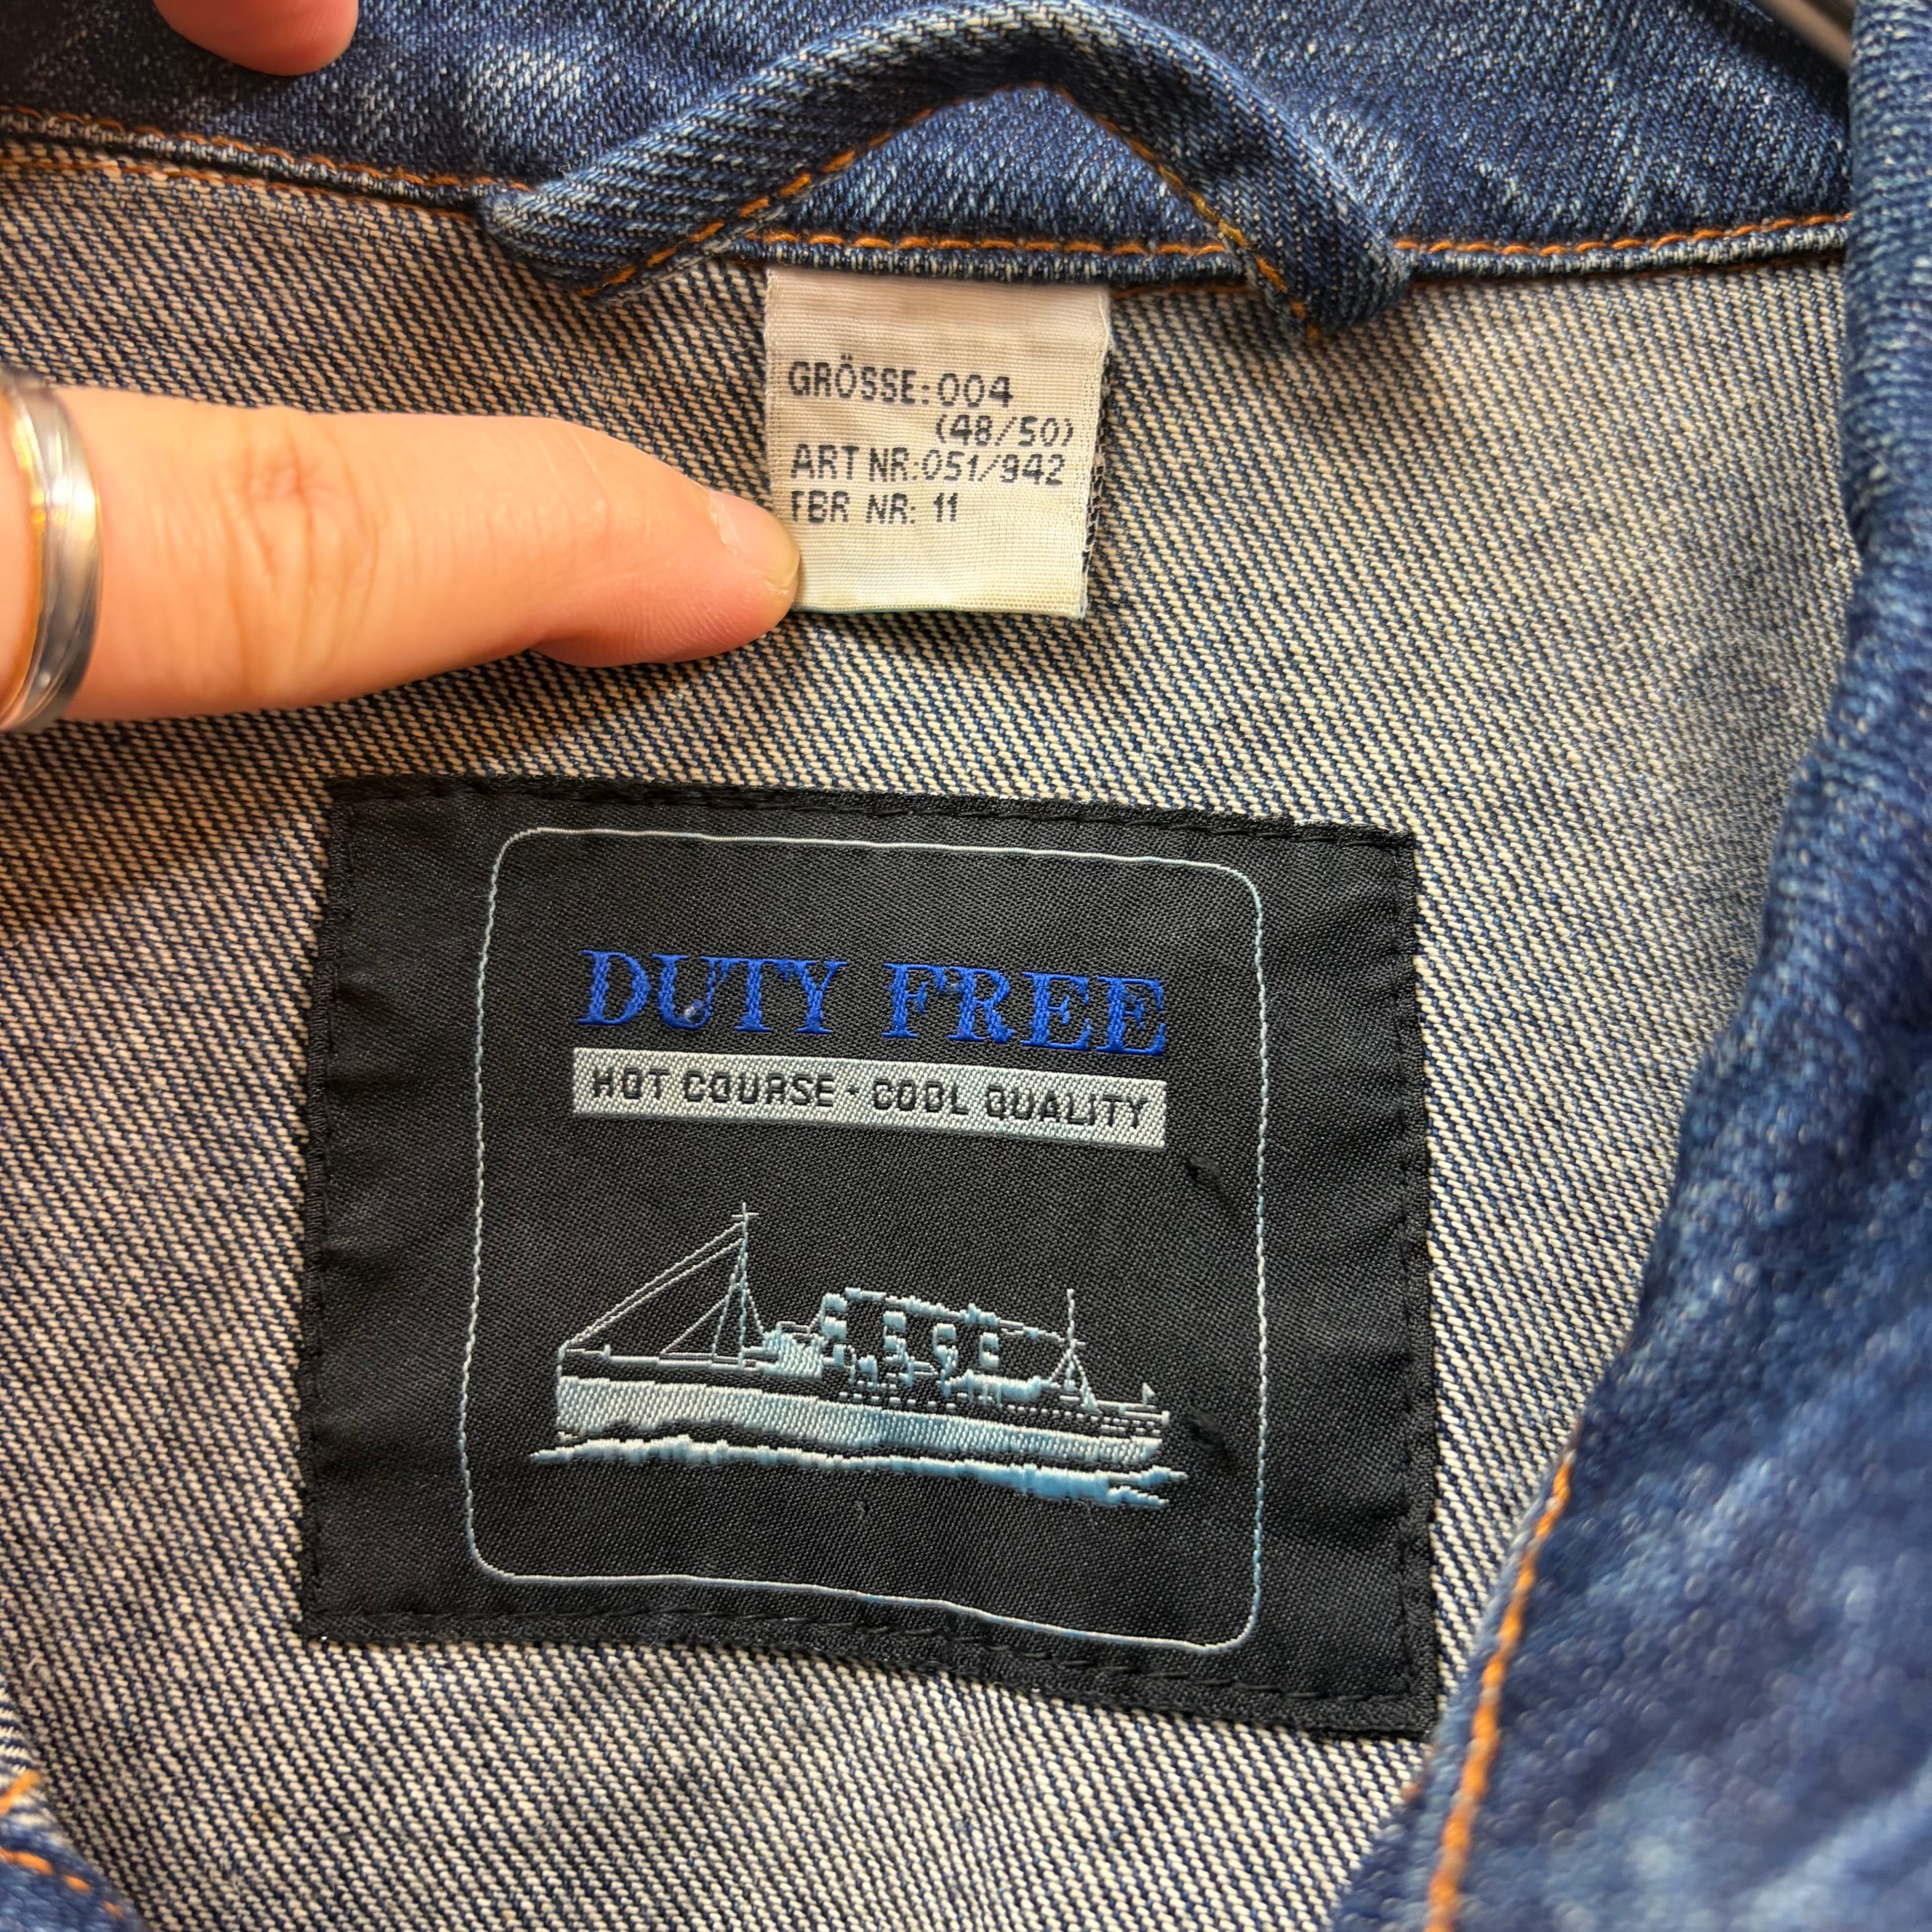 GRÖSSE: 004
(48/50)
ART NR: 051/942
FBR NR: 11
DUTY FREE
HOT COURSE · COOL QUALITY